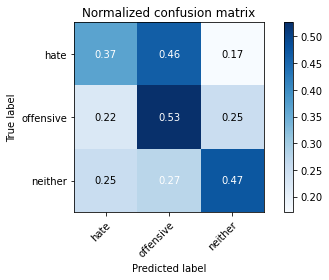 Normalized confusion matrix
True label
hate
0.37 0.46 0.17
offensive
0.22 0.53 0.25
neither
0.25 0.27 0.47
hate
offensive
neither
Predicted label
0.50
0.45
0.40
0.35
0.30
0.25
0.20